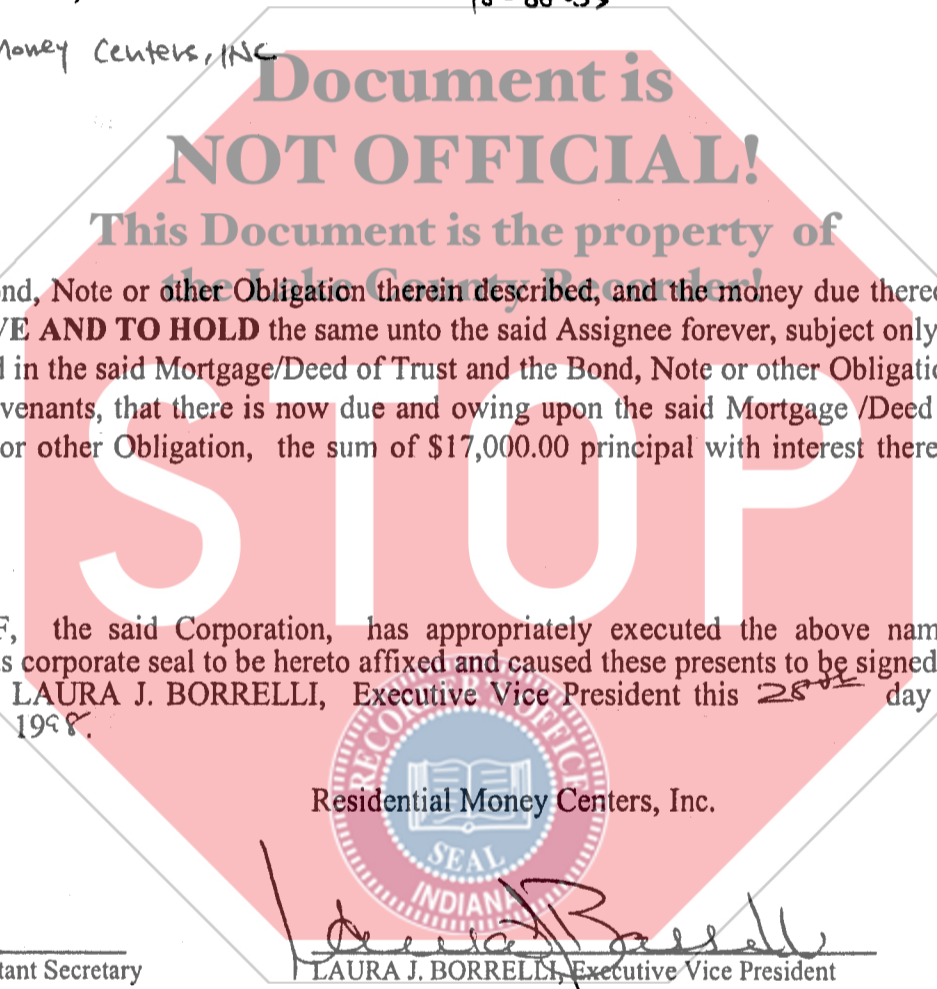 Money Centers, INC
Document is
NOT OFFICIAL!
This Document is the property of
the Lake County Recorder!
nd, Note or other Obligation therein described, and the money due there
VE AND TO HOLD the same unto the said Assignee forever, subject only
d in the said Mortgage/Deed of Trust and the Bond, Note or other Obligatio
venants, that there is now due and owing upon the said Mortgage /Deed
or other Obligation, the sum of $17,000.00 principal with interest there
STOP
F, the said Corporation, has appropriately executed the above nam
s corporate seal to be hereto affixed and caused these presents to be signed
LAURA J. BORRELLI, Executive Vice President this 28th day
1998.
RECORDER'S OFFICE
Residential Money Centers, Inc.
SEAL
INDIANA
tant Secretary
LAURA J. BORRELLI, Executive Vice President